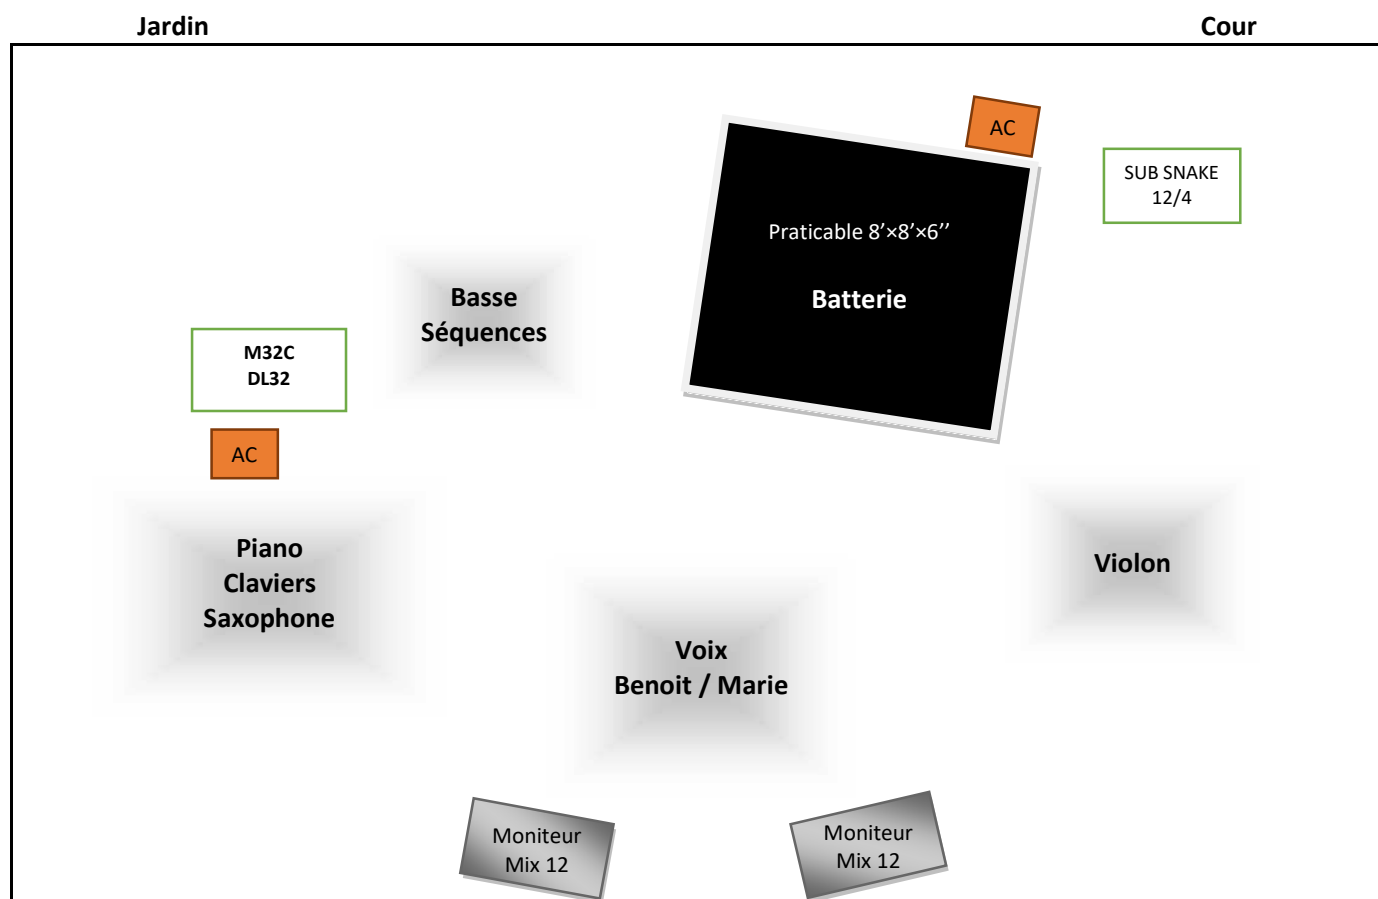 Jardin
Cour
AC
SUB SNAKE
12/4
Praticable 8’×8’×6’’
Batterie
Basse
Séquences
M32C
DL32
AC
Piano
Claviers
Saxophone
Violon
Voix
Benoit / Marie
Moniteur
Mix 12
Moniteur
Mix 12